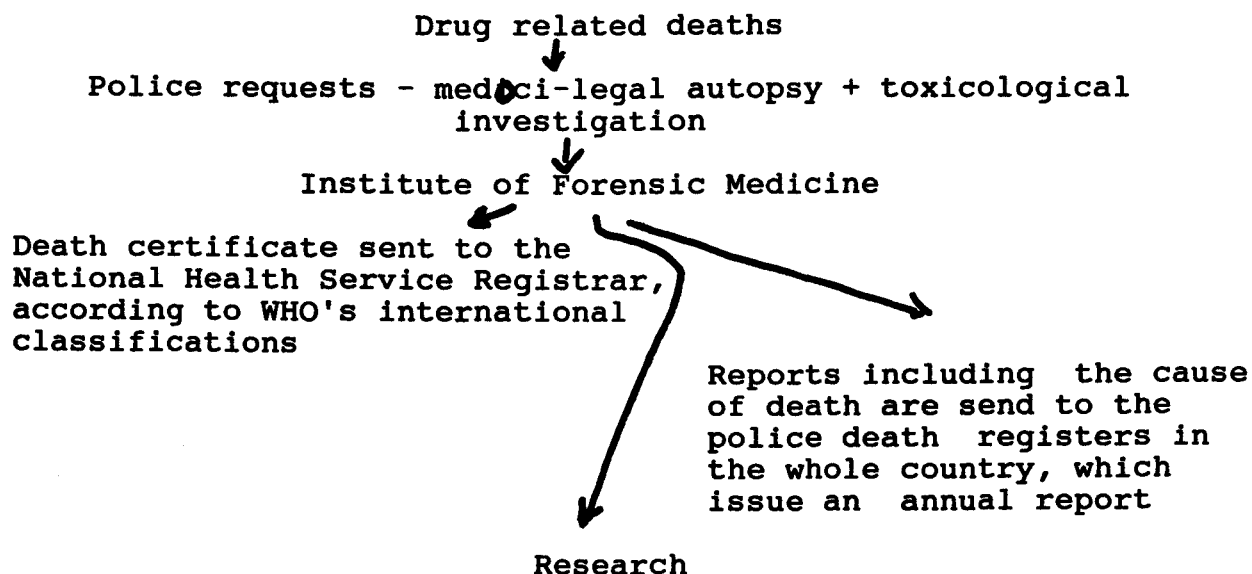 Drug related deaths
Police requests - medoci-legal autopsy + toxicological
investigation
Institute of Forensic Medicine
Death certificate sent to the
National Health Service Registrar,
according to WHO's international
classifications
Reports including the cause
of death are send to the
police death registers in
the whole country, which
issue an annual report
Research